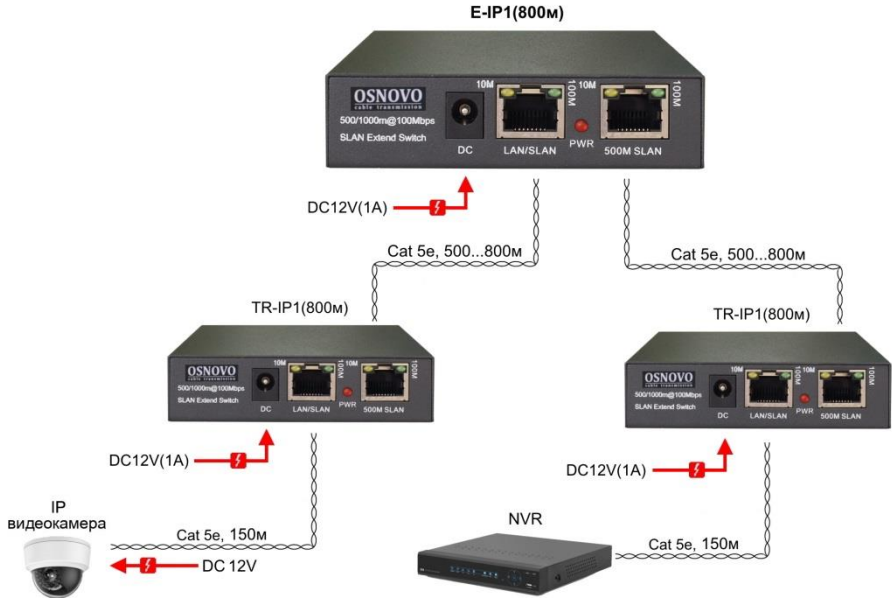 E-IP1(800м)
OSNOVO
cable transmission
500/1000m@100Mbps
SLAN Extend Switch
DC
10M
LAN/SLAN
100M
PWR
10M
500M SLAN
100M
DC12V(1A)
Cat 5e, 500...800м
Cat 5e, 500...800м
TR-IP1(800м)
OSNOVO
cable transmission
500/1000m@100Mbps
SLAN Extend Switch
DC
10M
LAN/SLAN
100M
PWR
10M
500M SLAN
100M
DC12V(1A)
TR-IP1(800м)
OSNOVO
cable transmission
500/1000m@100Mbps
SLAN Extend Switch
DC
10M
LAN/SLAN
100M
PWR
10M
500M SLAN
100M
DC12V(1A)
IP
видеокамера
Cat 5e, 150м
DC 12V
NVR
Cat 5e, 150м